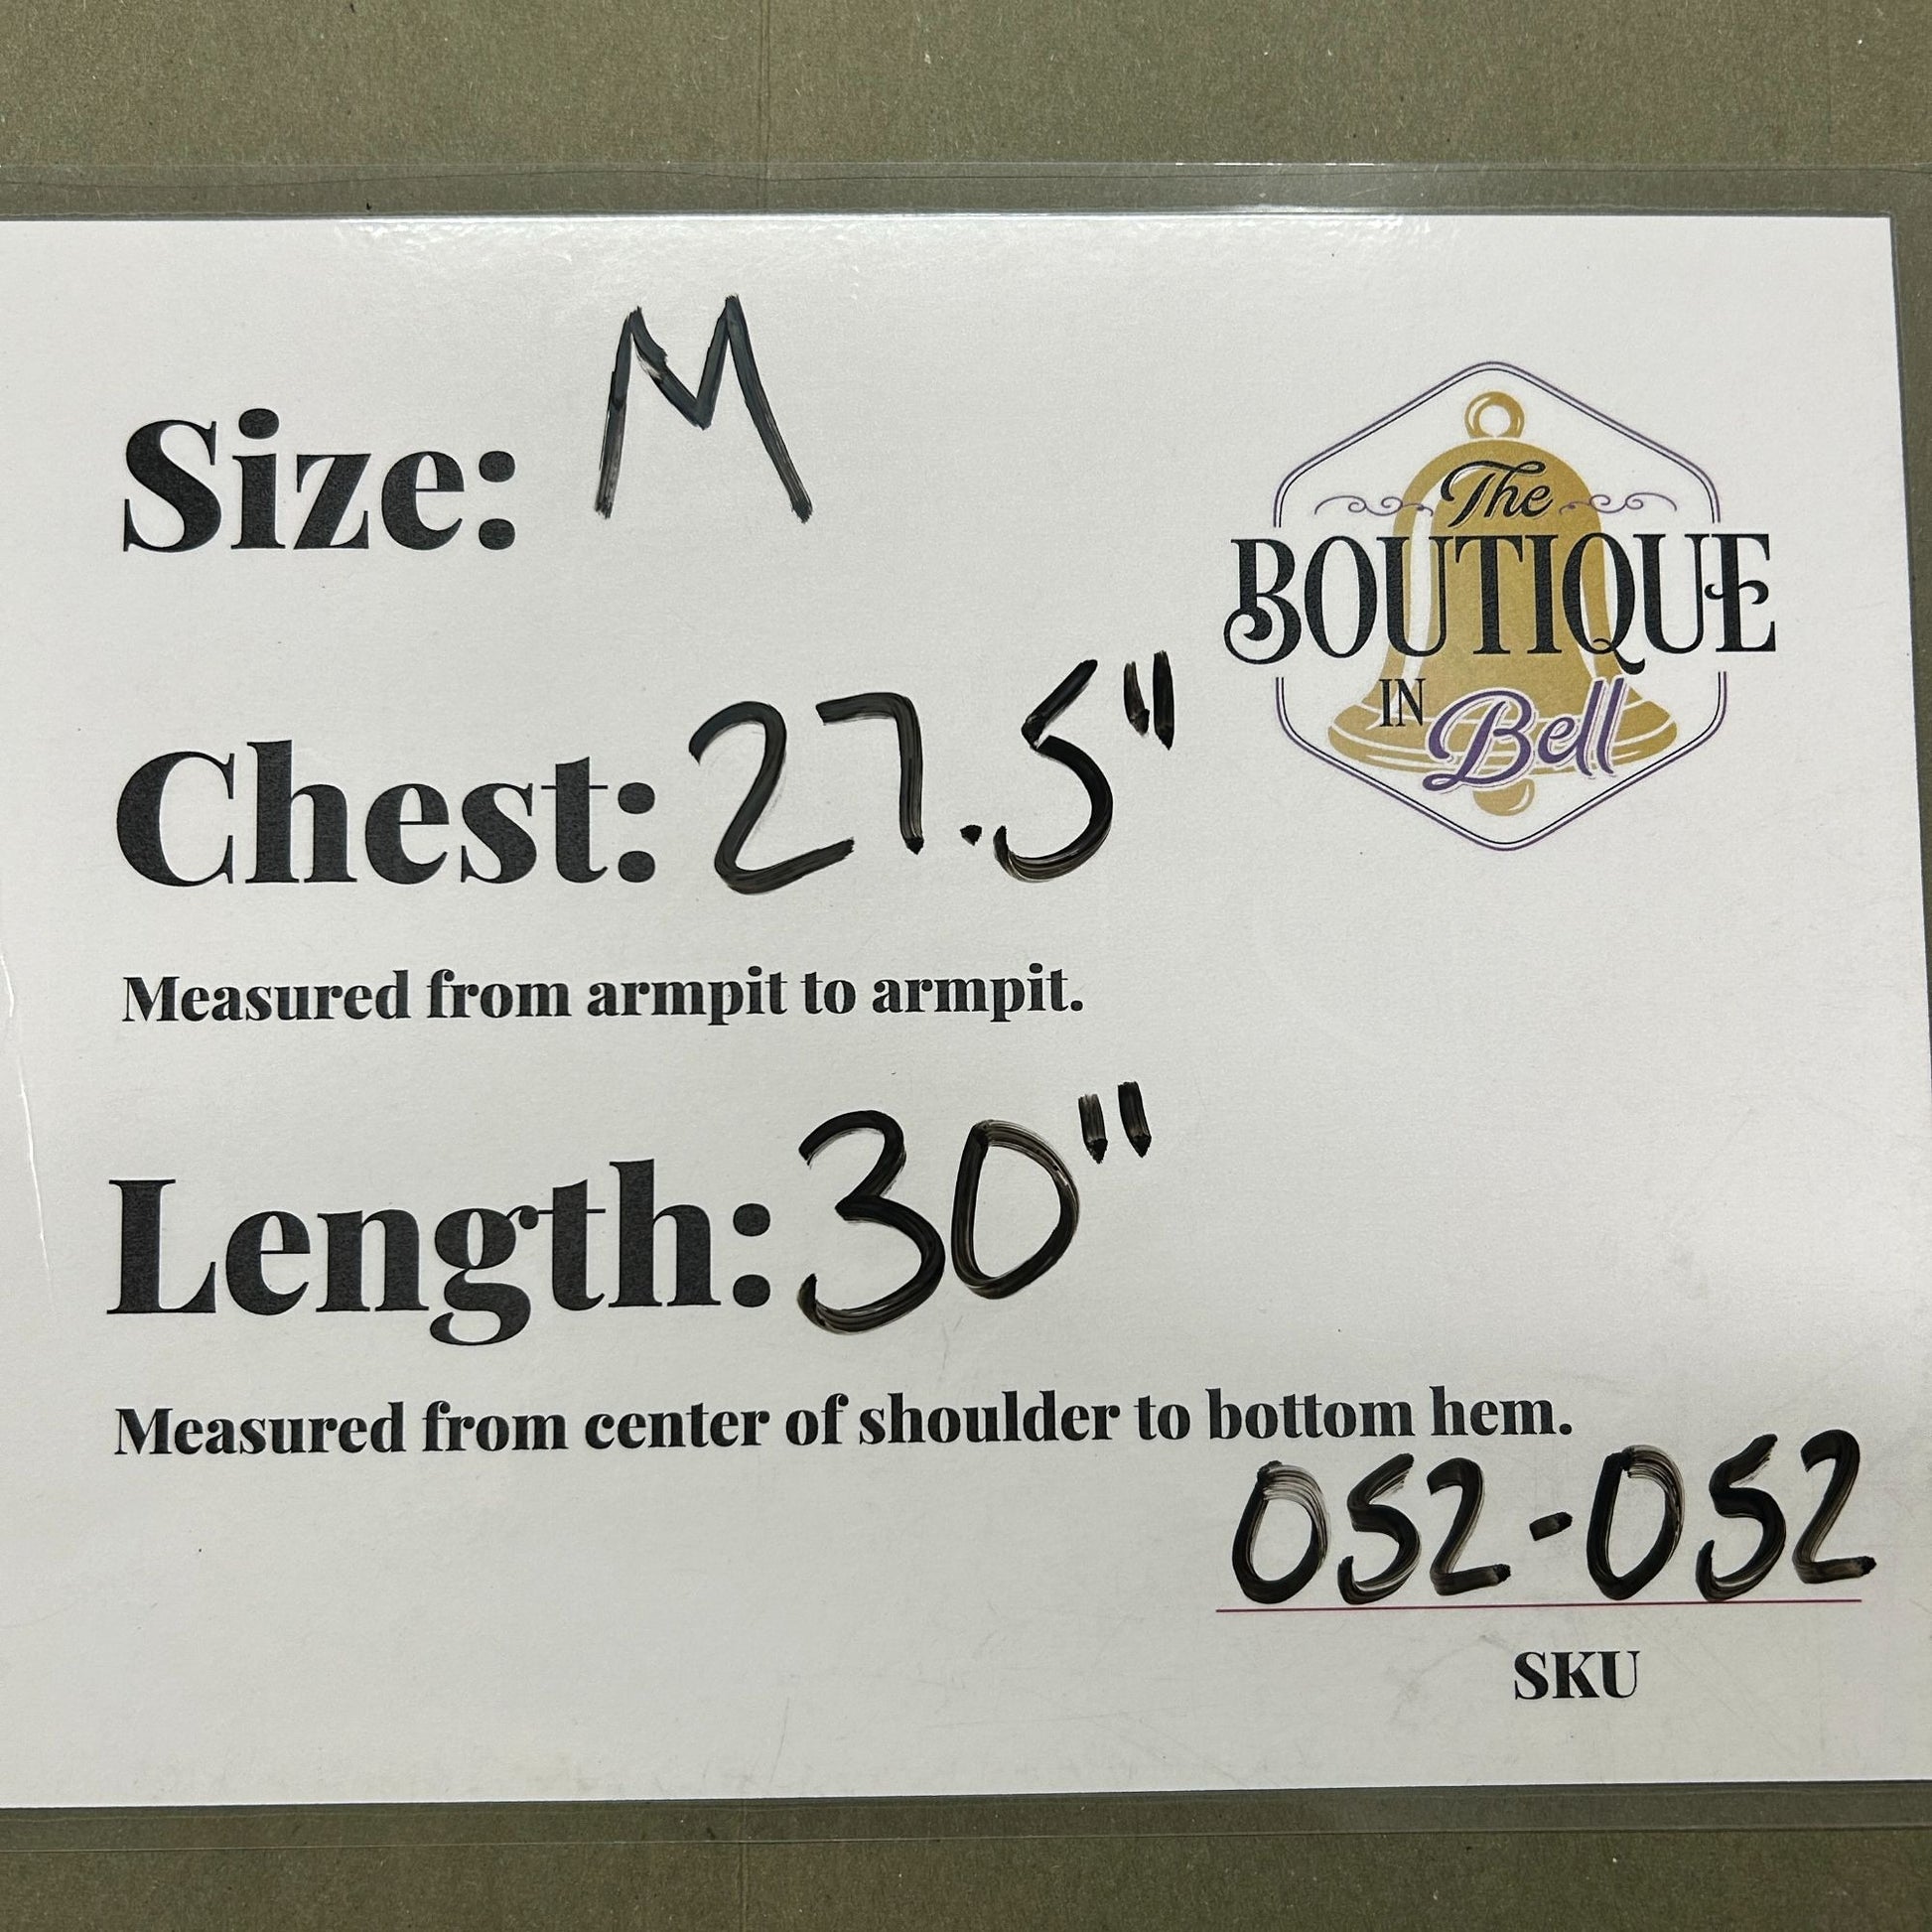 Size: M
The
BOUTIQUE
IN Bell
Chest: 27.5"
Measured from armpit to armpit.
Length: 30"
Measured from center of shoulder to bottom hem.
052-052
SKU